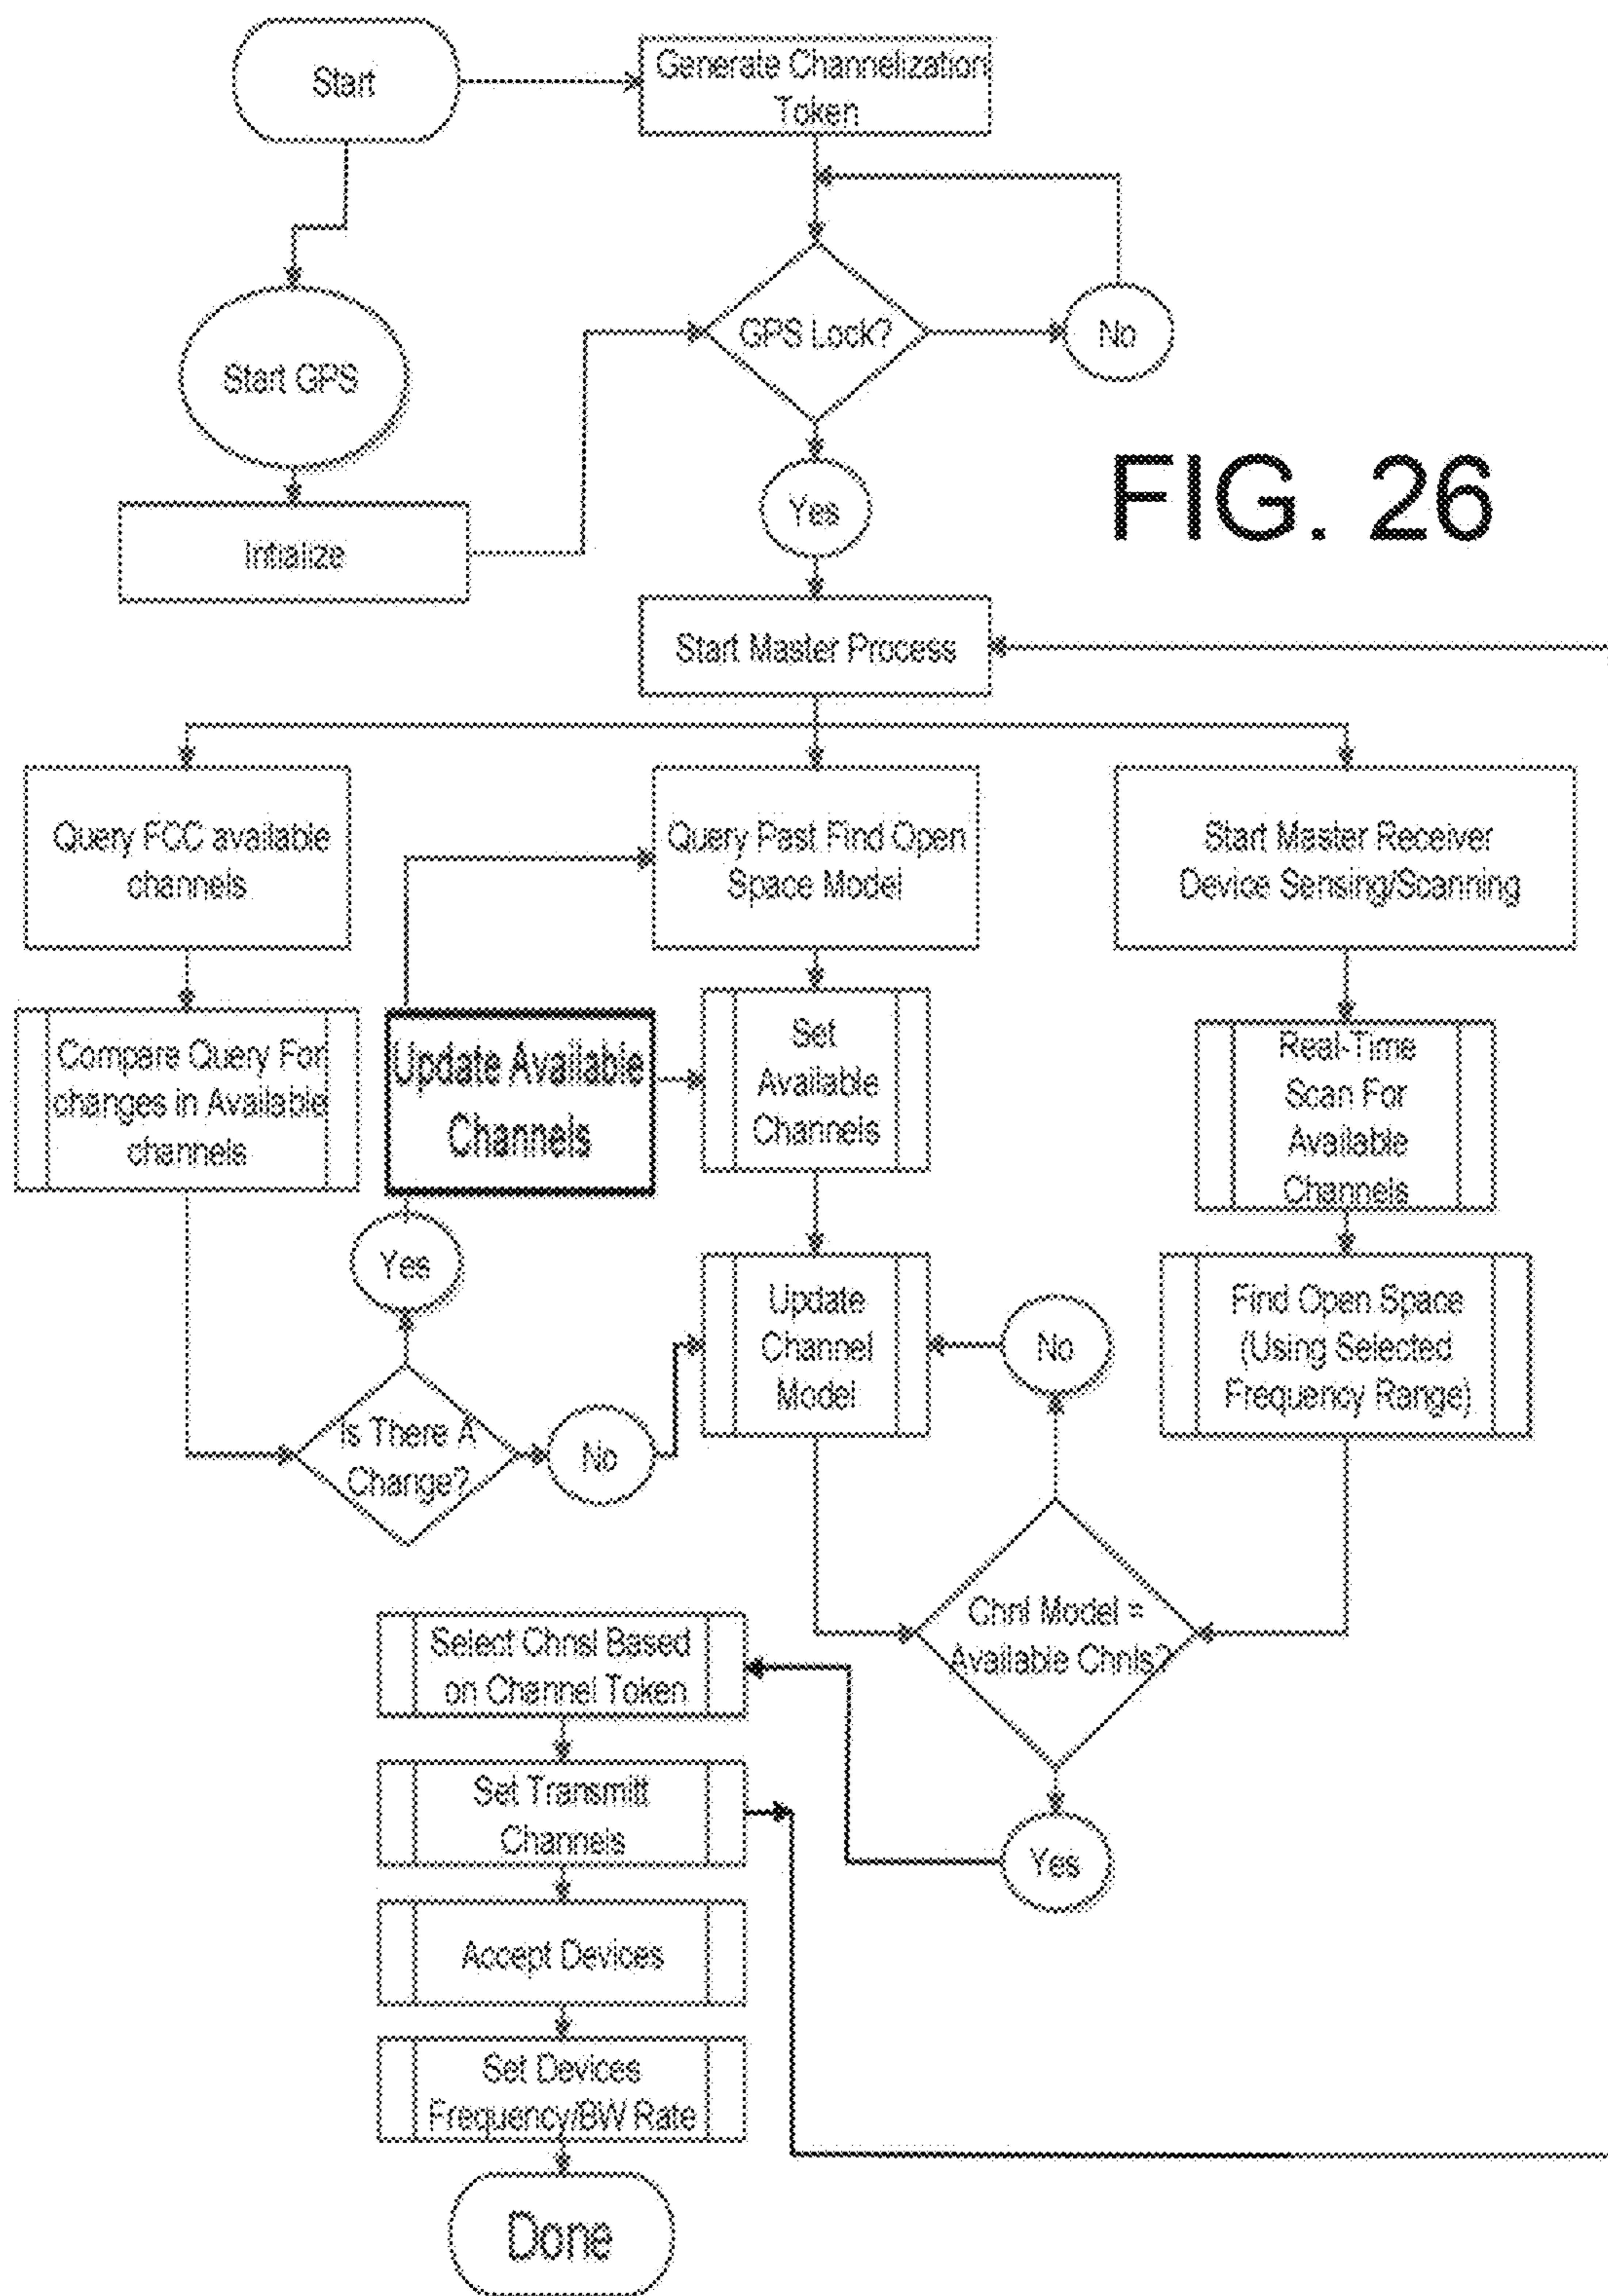 Start
Generate Channelization
Token
GPS Lock?
No
Start GPS
Yes
FIG. 26
Intialize
Start Master Process
Query FCC available
channels
Query Past Find Open
Space Model
Start Master Receiver
Device Sensing/Scanning
Compare Query For
changes in Available
channels
Update Available
Channels
Set
Available
Channels
Real-Time
Scan For
Available
Channels
Yes
Update
Channel
Model
No
Find Open Space
(Using Selected
Frequency Range)
Is There A
Change?
No
Chnl Model =
Available Chnls?
Select Chnsl Based
on Channel Token
Set Transmitt
Channels
Yes
Accept Devices
Set Devices
Frequency/BW Rate
Done